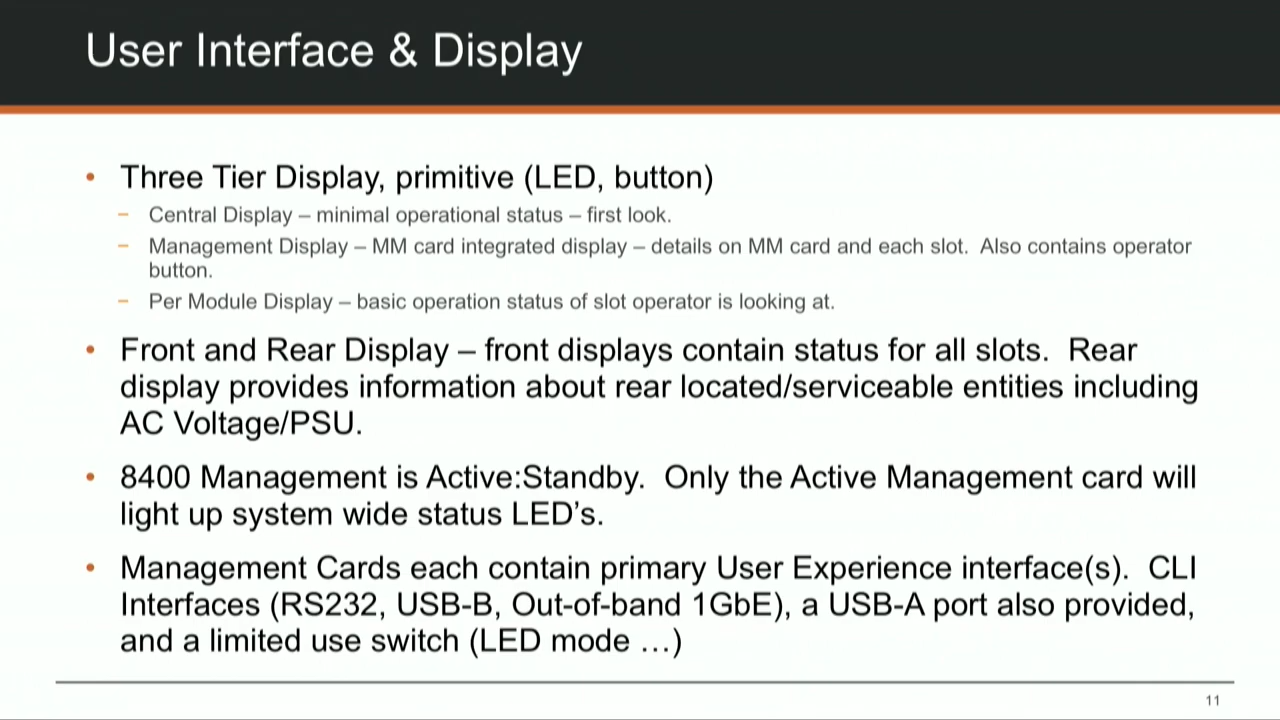 User Interface & Display
• Three Tier Display, primitive (LED, button)
– Central Display – minimal operational status – first look.
– Management Display – MM card integrated display – details on MM card and each slot.  Also contains operator
button.
– Per Module Display – basic operation status of slot operator is looking at.
• Front and Rear Display – front displays contain status for all slots.  Rear
display provides information about rear located/serviceable entities including
AC Voltage/PSU.
• 8400 Management is Active:Standby.  Only the Active Management card will
light up system wide status LED’s.
• Management Cards each contain primary User Experience interface(s).  CLI
Interfaces (RS232, USB-B, Out-of-band 1GbE), a USB-A port also provided,
and a limited use switch (LED mode …)
11